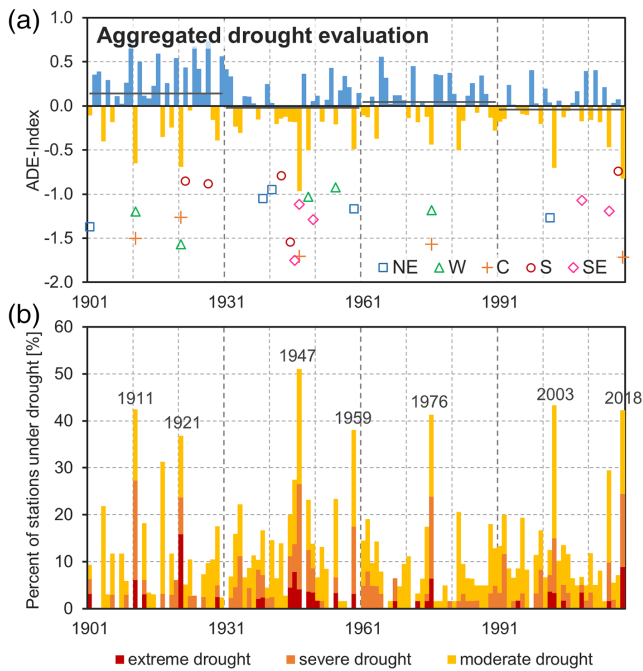 (a)
Aggregated drought evaluation
ADE-Index
1.0
0.5
0.0
-0.5
-1.0
-1.5
-2.0
NE W C S SE
1901 1931 1961 1991
(b)
Percent of stations under drought [%]
60
50
40
30
20
10
0
1911
1921
1947
1959
1976
2003
2018
1901 1931 1961 1991
extreme drought severe drought moderate drought